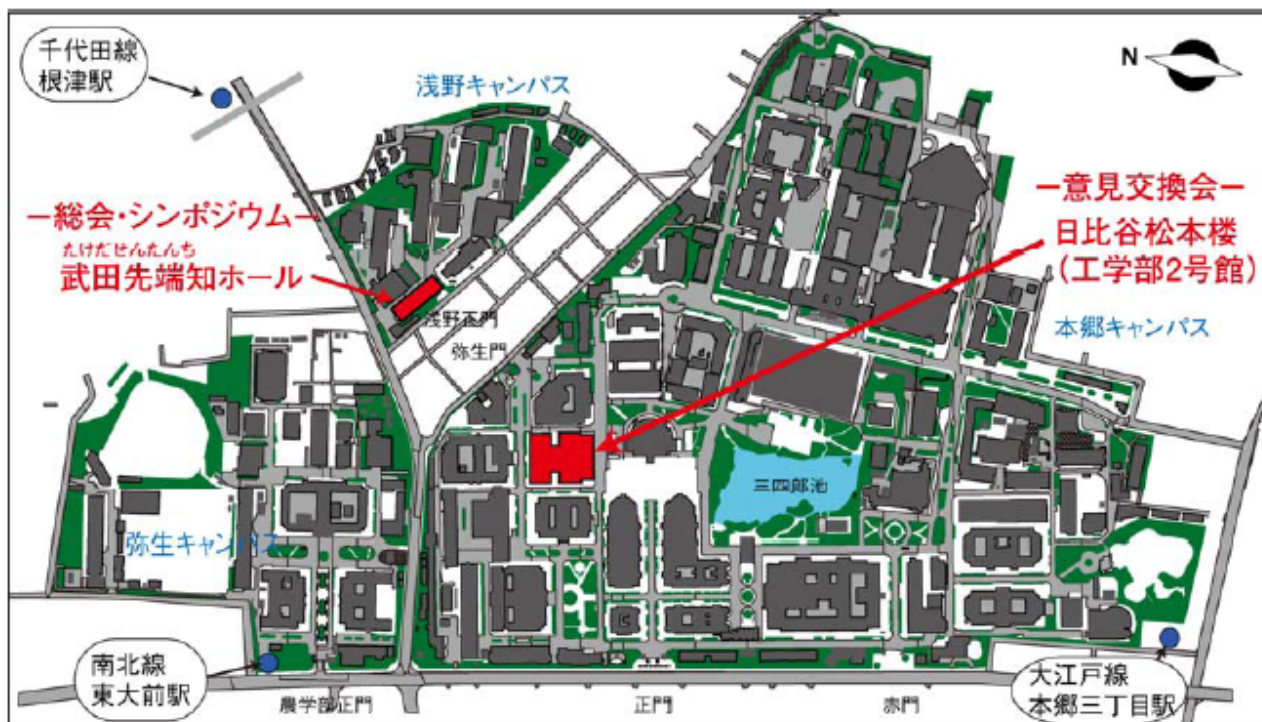 千代田線
根津駅
浅野キャンパス
N
ー総会・シンポジウムー
たけだせんたんち
武田先端知ホール
ー意見交換会ー
日比谷松本楼
(工学部2号館)
浅野正門
弥生門
本郷キャンパス
三四郎池
弥生キャンパス
南北線
東大前駅
大江戸線
本郷三丁目駅
農学部正門
正門
赤門